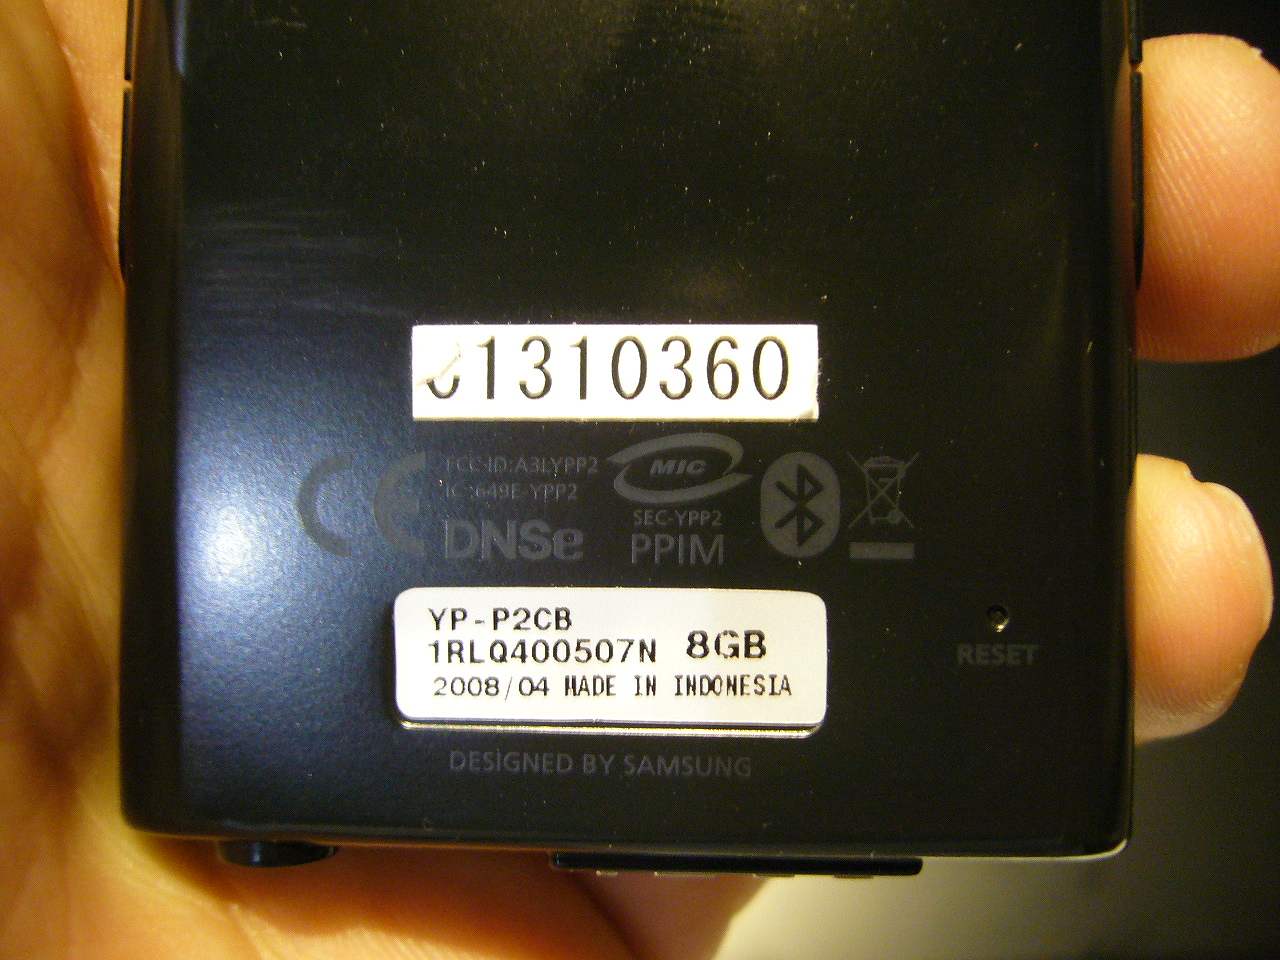 1310360
FCC-ID:A3LYPP2
IC:649E-YPP2
MIC
DNSe
SEC-YPP2
PPIM
YP-P2CB
1RLQ400507N 8GB
2008/04 MADE IN INDONESIA
RESET
DESIGNED BY SAMSUNG